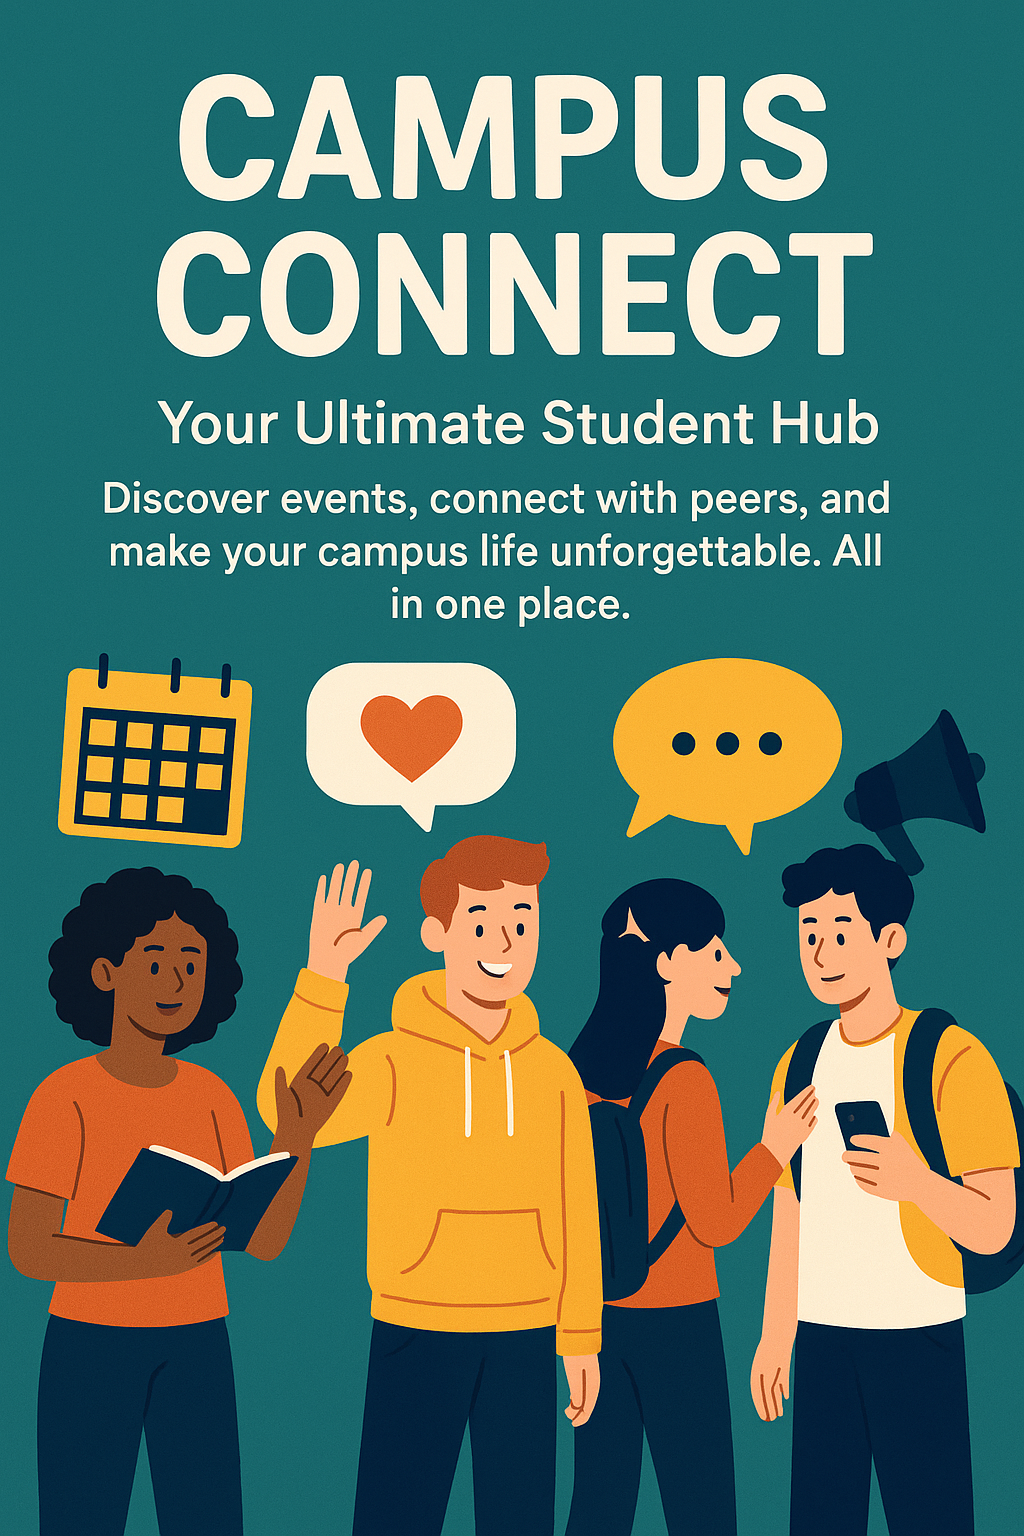 CAMPUS
CONNECT
Your Ultimate Student Hub
Discover events, connect with peers, and
make your campus life unforgettable. All
in one place.